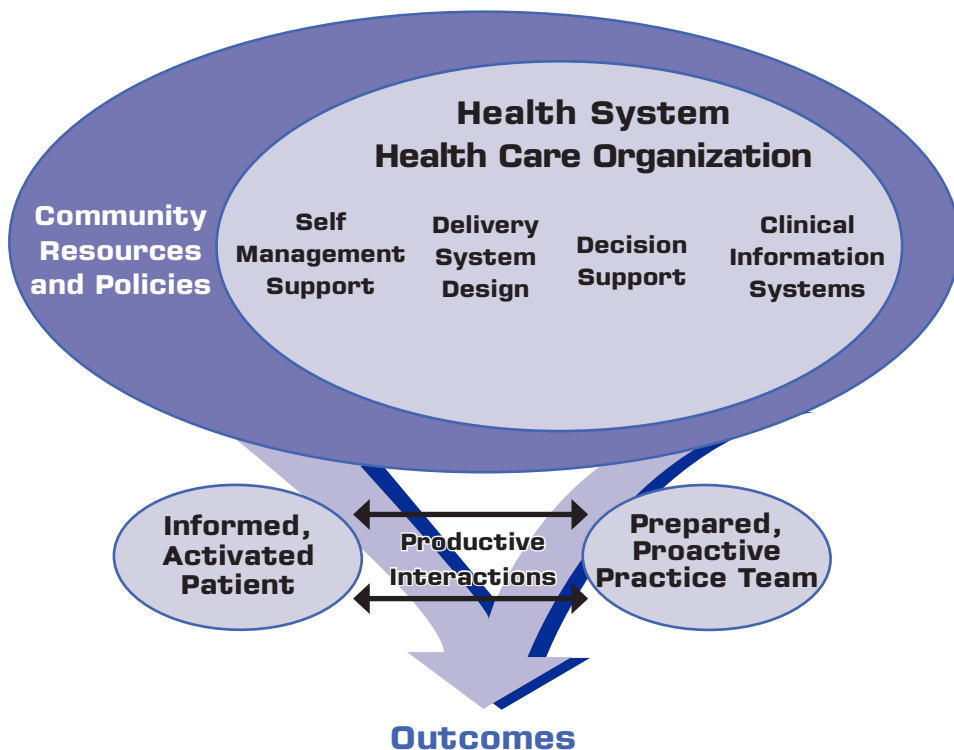 Health System
Health Care Organization
Community
Resources
and Policies
Self
Management
Support
Delivery
System
Design
Decision
Support
Clinical
Information
Systems
Informed,
Activated
Patient
Productive
Interactions
Prepared,
Proactive
Practice Team
Outcomes